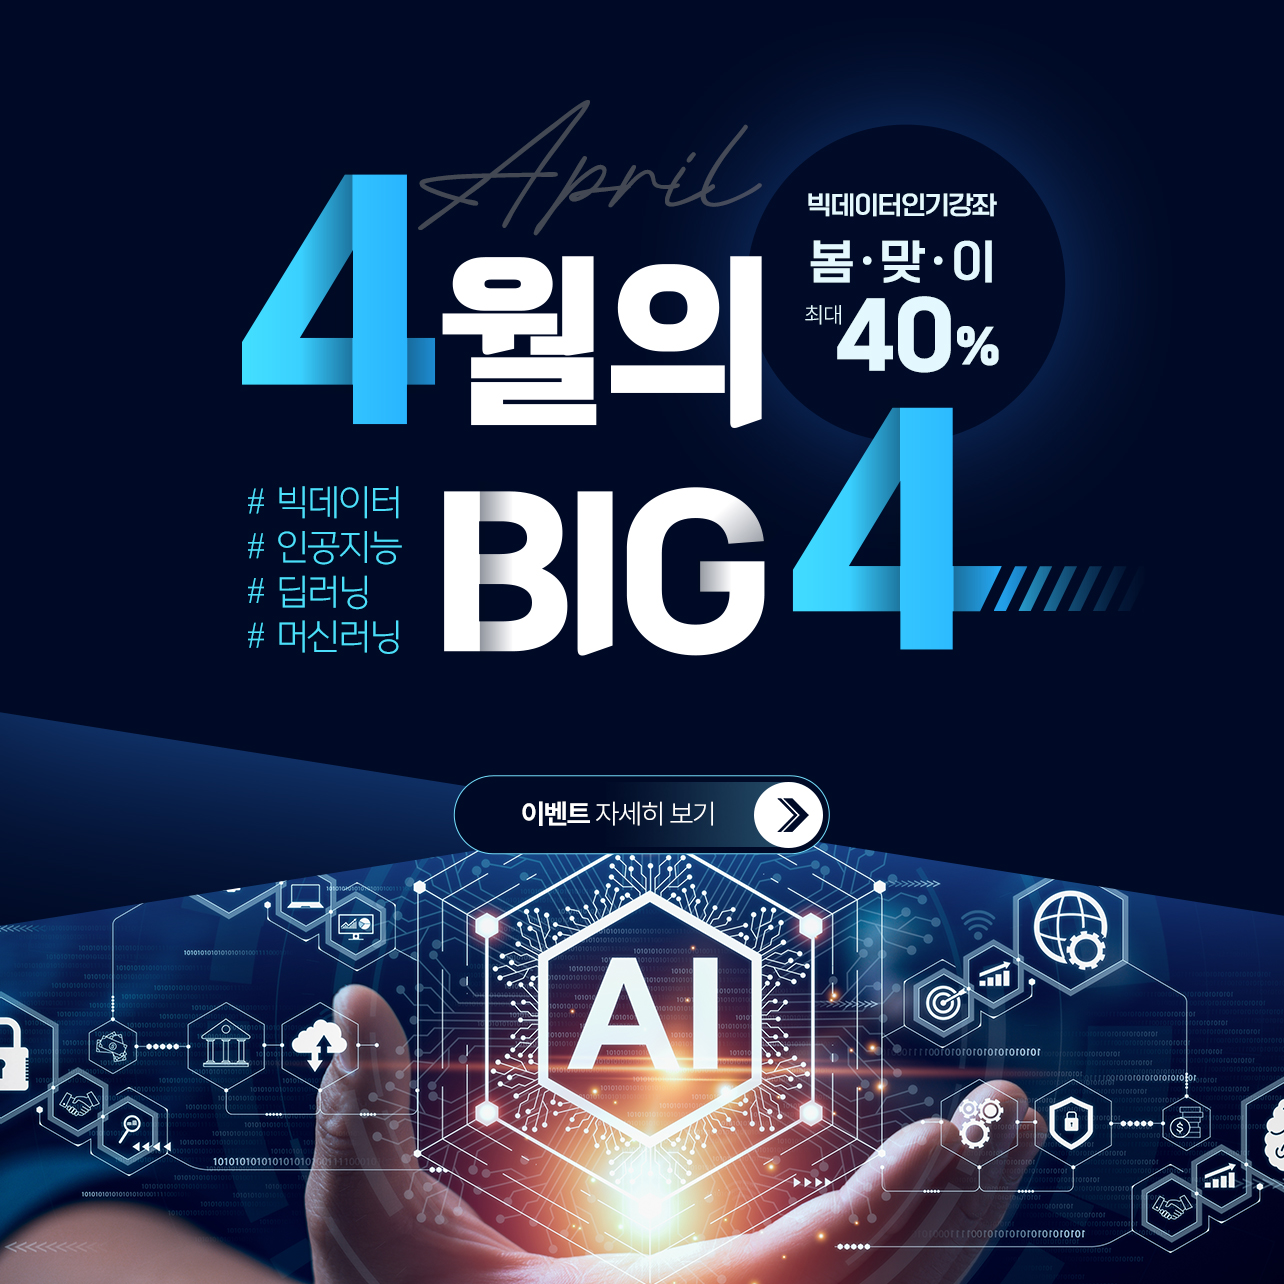 April
4월의
빅데이터인기강좌
봄·맞·이
최대 40%
# 빅데이터
# 인공지능
# 딥러닝
# 머신러닝
BIG 4
이벤트 자세히 보기
AI